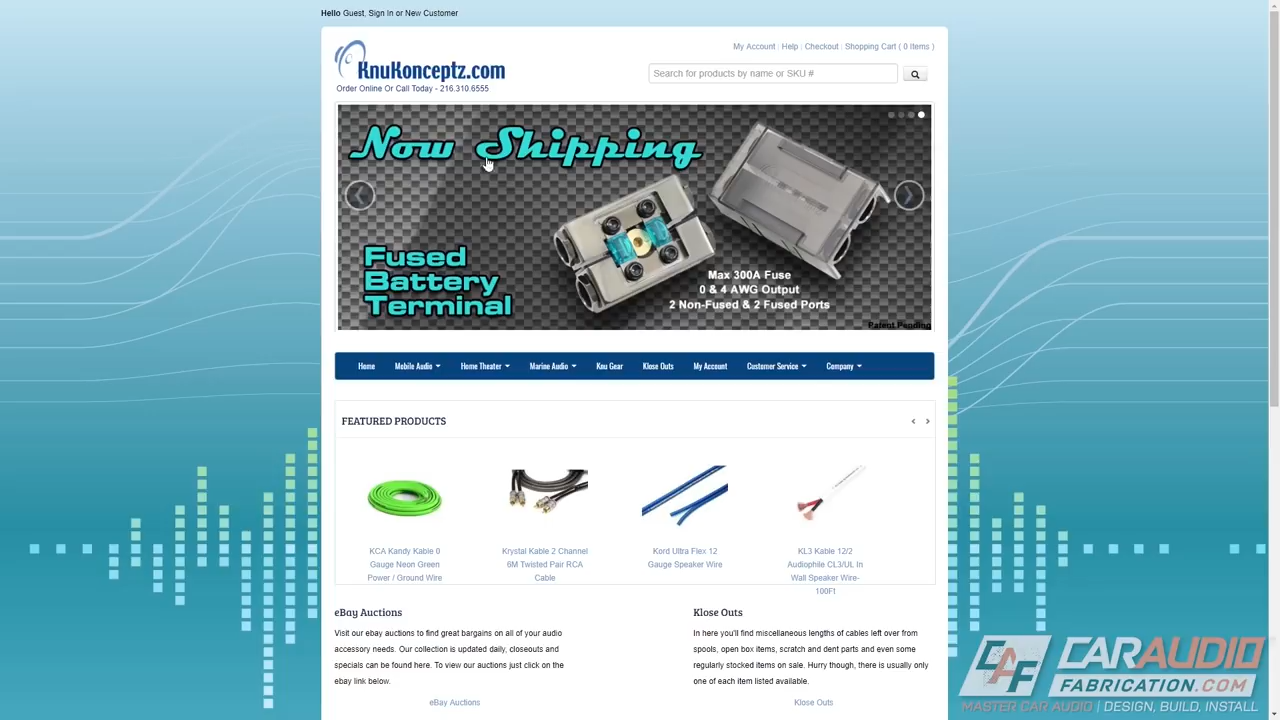 Hello Guest, Sign In or New Customer
My Account | Help | Checkout | Shopping Cart ( 0 Items )
KnuKonceptz.com
Order Online Or Call Today - 216.310.6555
Search for products by name or SKU #
Now Shipping
Fused
Battery
Terminal
Max 300A Fuse
0 & 4 AWG Output
2 Non-Fused & 2 Fused Ports
Patent Pending
Home Mobile Audio Home Theater Marine Audio Knu Gear Klose Outs My Account Customer Service Company
FEATURED PRODUCTS
KCA Kandy Kable 0
Gauge Neon Green
Power / Ground Wire
Krystal Kable 2 Channel
6M Twisted Pair RCA
Cable
Kord Ultra Flex 12
Gauge Speaker Wire
KL3 Kable 12/2
Audiophile CL3/UL In
Wall Speaker Wire-
100Ft
eBay Auctions
Visit our ebay auctions to find great bargains on all of your audio
accessory needs. Our collection is updated daily, closeouts and
specials can be found here. To view our auctions just click on the
ebay link below.
eBay Auctions
Klose Outs
In here you'll find miscellaneous lengths of cables left over from
spools, open box items, scratch and dent parts and even some
regularly stocked items on sale. Hurry though, there is usually only
one of each item listed available.
Klose Outs
CAF
CARAUDIO
FABRICATION.COM
MASTER CAR AUDIO | DESIGN, BUILD, INSTALL